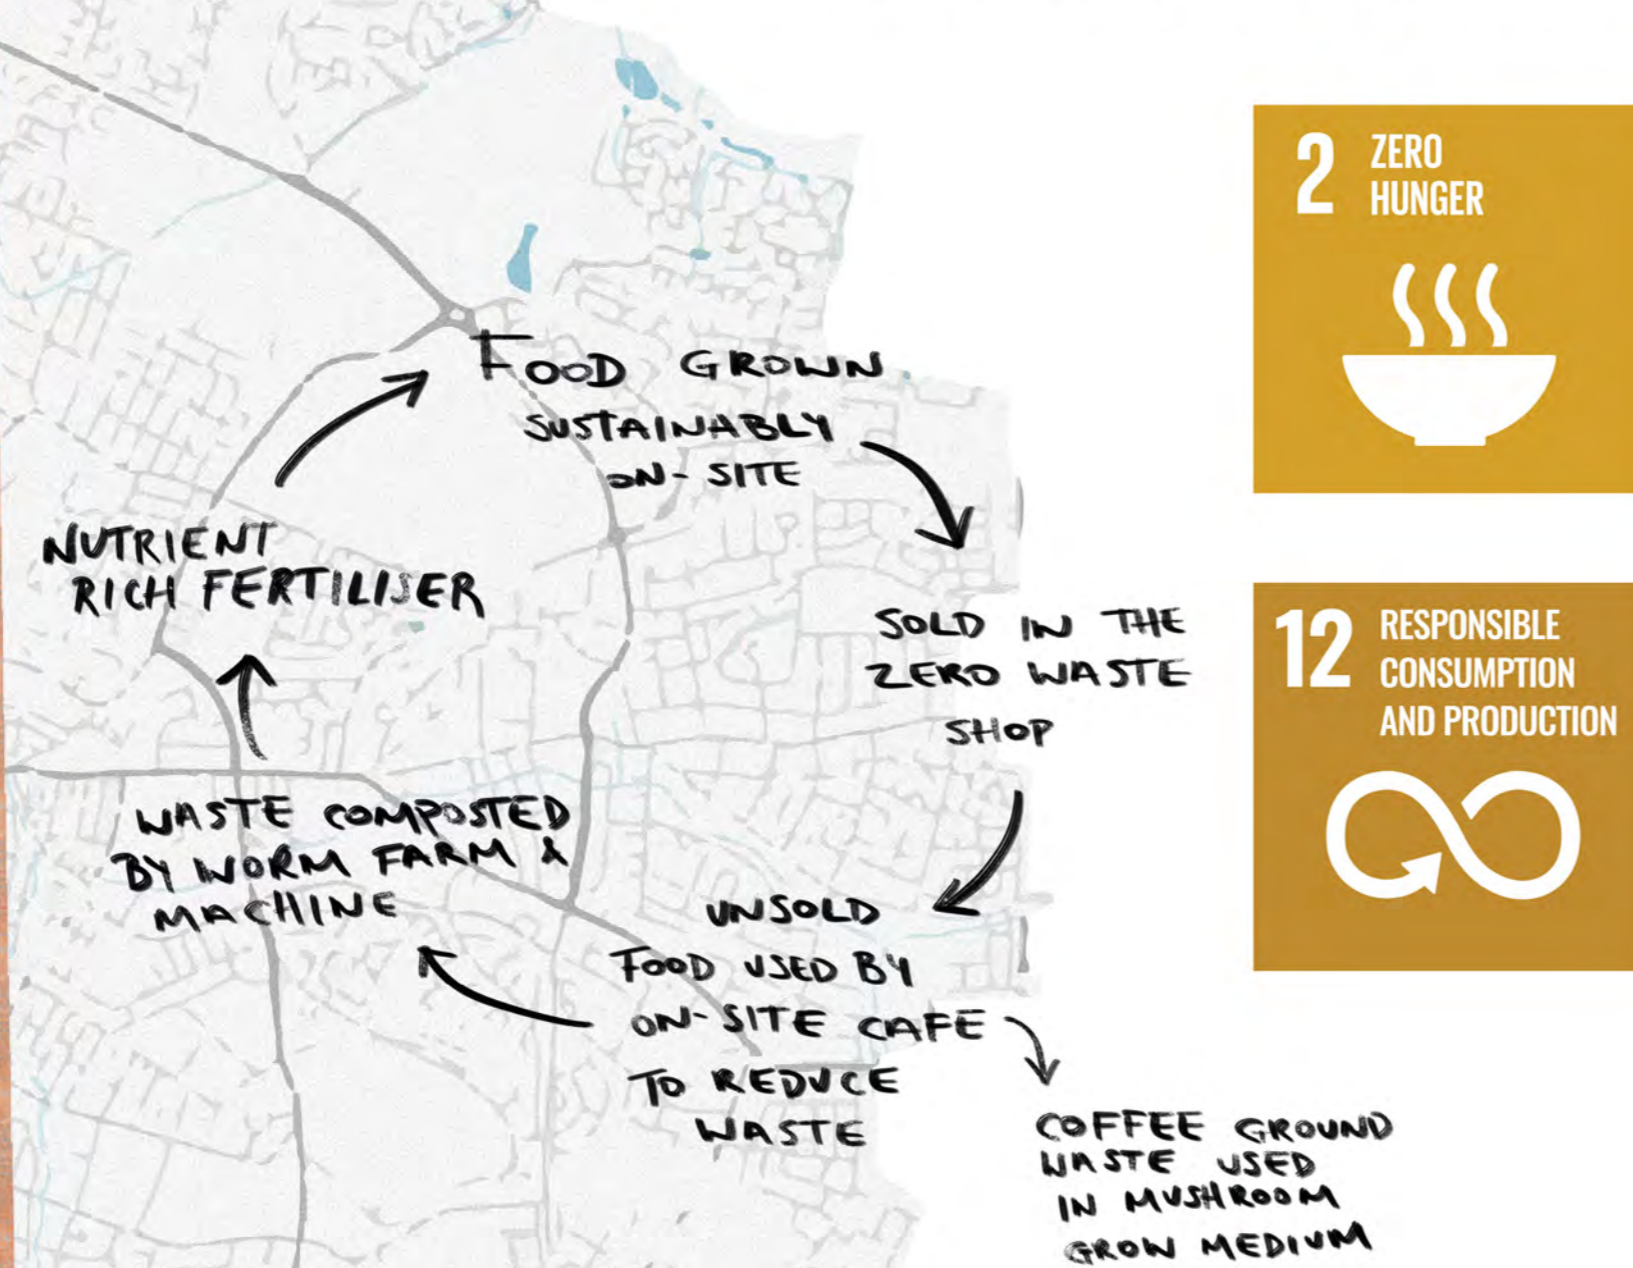 2 ZERO
HUNGER
FOOD GROWN
SUSTAINABLY
ON-SITE
NUTRIENT
RICH FERTILISER
SOLD IN THE
ZERO WASTE
SHOP
12 RESPONSIBLE
CONSUMPTION
AND PRODUCTION
WASTE COMPOSTED
BY WORM FARM &
MACHINE
UNSOLD
FOOD USED BY
ON-SITE CAFE
TO REDUCE
WASTE
COFFEE GROUND
WASTE USED
IN MUSHROOM
GROW MEDIUM